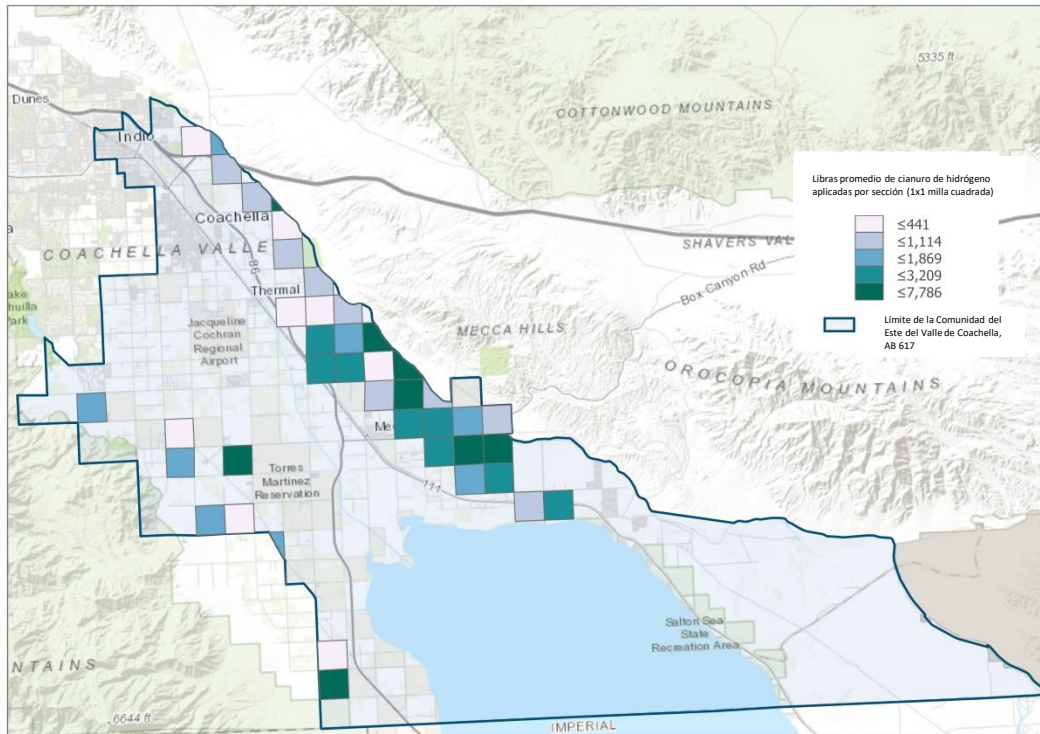 5335 ft
Dunes
COTTONWOOD MOUNTAINS
Indio
Libras promedio de cianuro de hidrógeno
aplicadas por sección (1x1 milla cuadrada)
≤441
≤1,114
≤1,869
≤3,209
≤7,786
Límite de la Comunidad del
Este del Valle de Coachella,
AB 617
Coachella
COACHELLA VALLE
SHAVERS VAL
86
Box Canyon Rd
Thermal
Park
Jacqueline
Cochran
Regional
Airport
MECCA HILLS
OROCOPIA MOUNTAINS
Torres
Martinez
Reservation
111
Salton Sea
State
Recreation Area
NTAINS
6644 ft
IMPERIAL